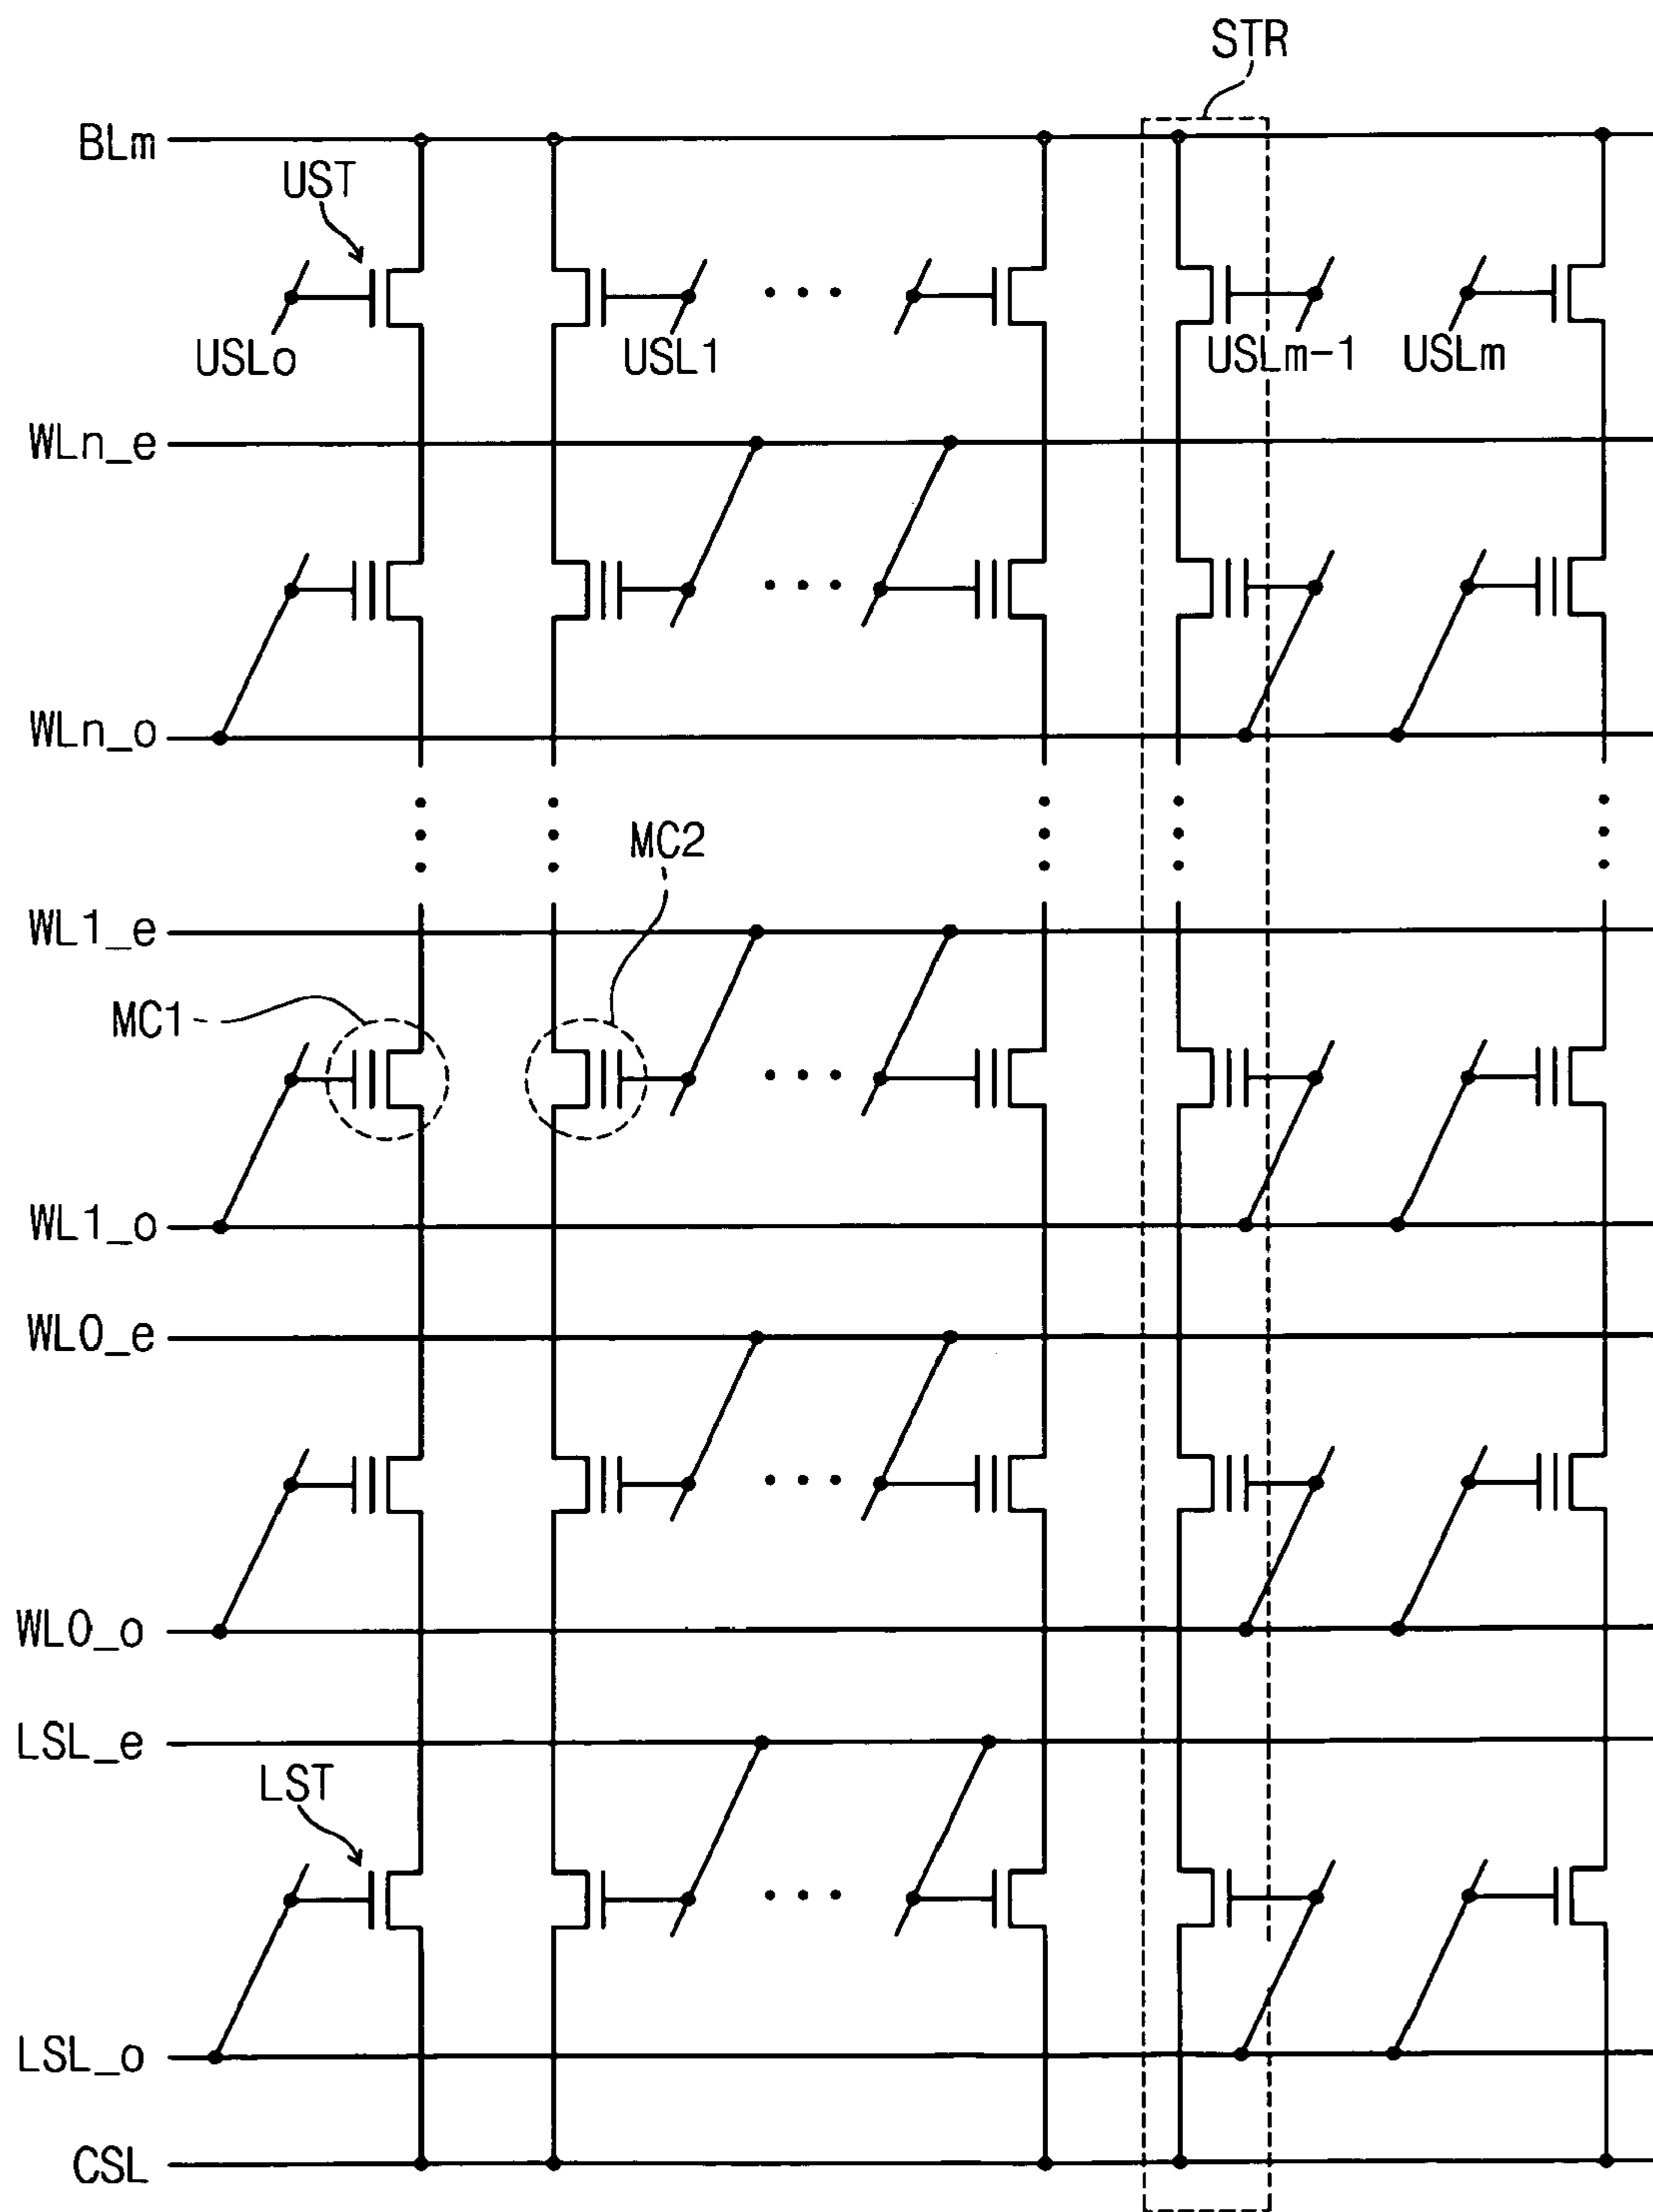 STR
BLm
UST
USLo
USL1
USLm-1
USLm
WLn_e
WLn_o
MC2
WL1_e
MC1
WL1_o
WL0_e
WL0_o
LSL_e
LST
LSL_o
CSL